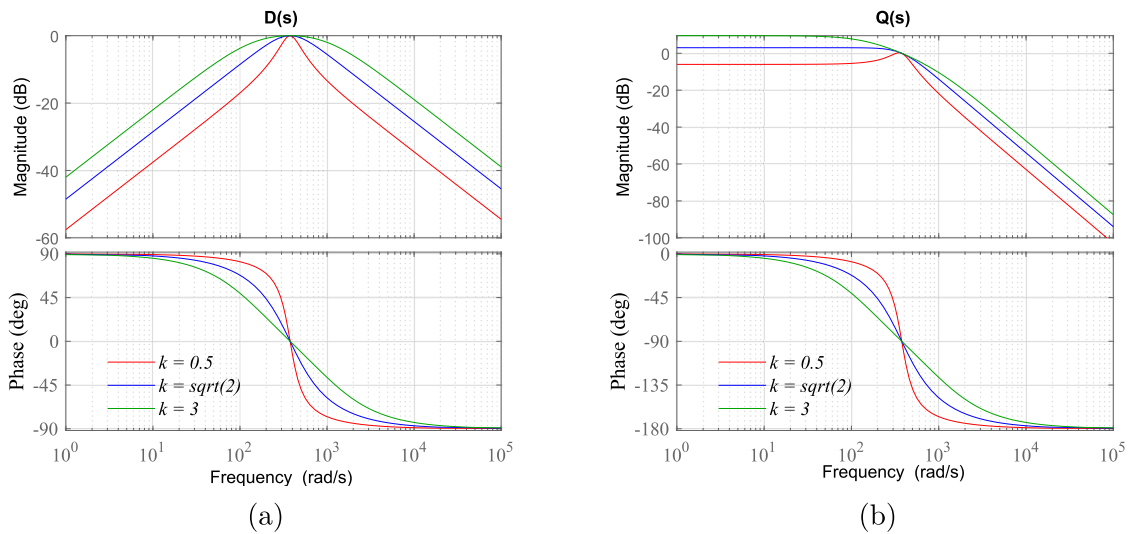 D(s)
Magnitude (dB)
0
-20
-40
-60
Phase (deg)
90
45
0
-45
-90
k = 0.5
k = sqrt(2)
k = 3
10^0 10^1 10^2 10^3 10^4 10^5
Frequency (rad/s)
(a)
Q(s)
Magnitude (dB)
0
-20
-40
-60
-80
-100
Phase (deg)
0
-45
-90
-135
-180
k = 0.5
k = sqrt(2)
k = 3
10^0 10^1 10^2 10^3 10^4 10^5
Frequency (rad/s)
(b)